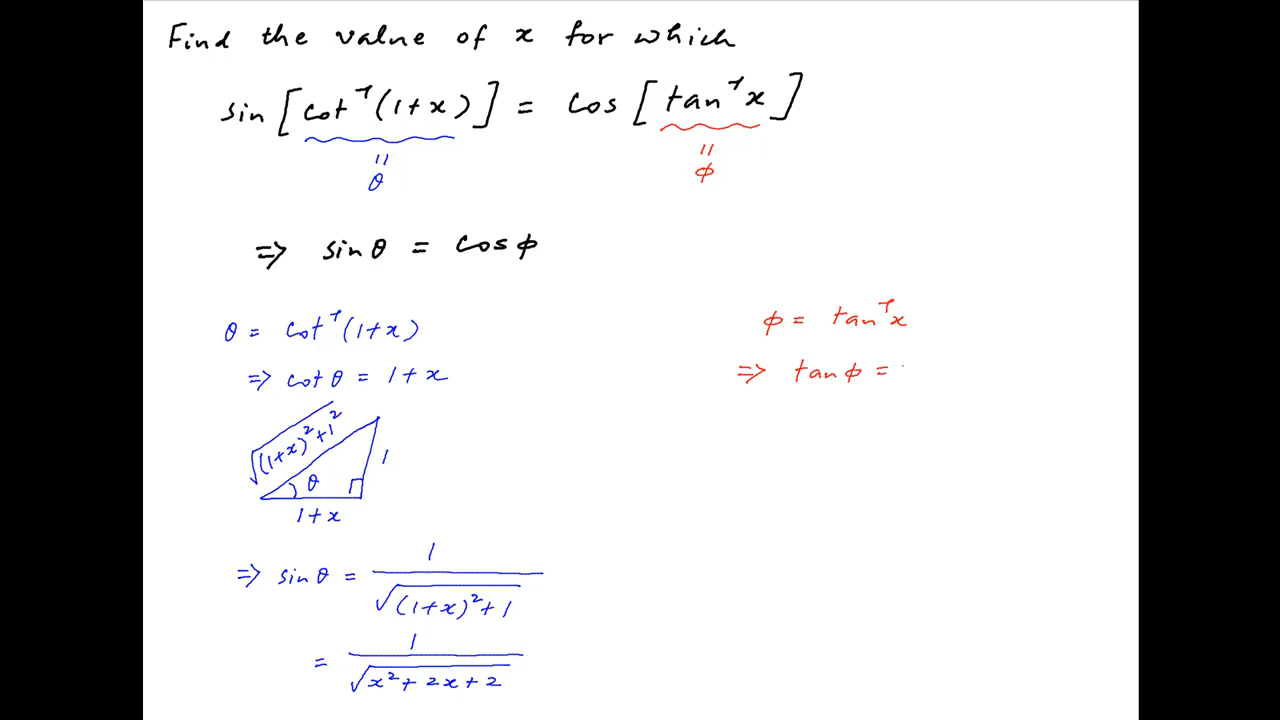 Find the value of x for which
sin [cot⁻¹(1+x)] = cos [tan⁻¹x]
= θ
= φ
⇒ sin θ = cos φ
θ = cot⁻¹(1+x)
⇒ cot θ = 1+x
√(1+x)²+1²
θ
1
1+x
⇒ sin θ = 1/√(1+x)²+1
= 1/√x²+2x+2
φ = tan⁻¹x
⇒ tan φ =